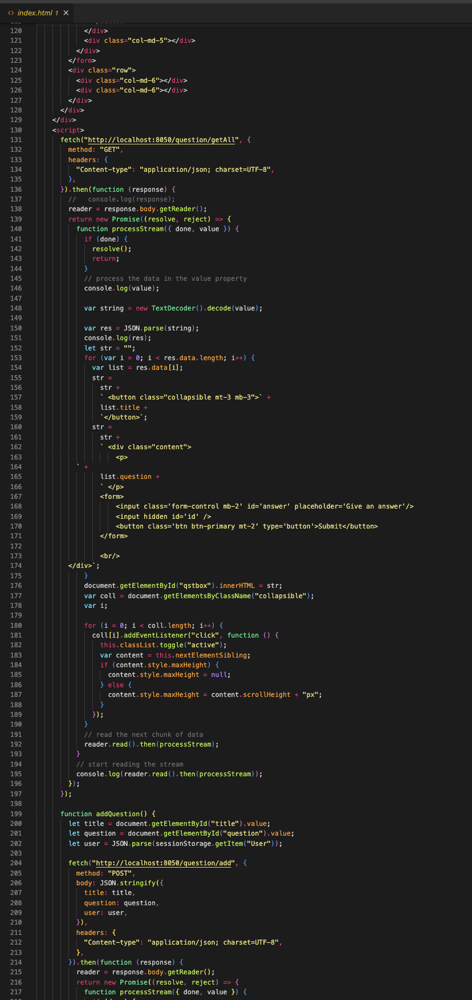 <> index.html 1 ×
120 </div>
121 <div class="col-md-5"></div>
122 </div>
123 </form>
124 <div class="row">
125 <div class="col-md-6"></div>
126 <div class="col-md-6"></div>
127 </div>
128 </div>
129 </div>
130 <script>
131 fetch("http://localhost:8050/question/getAll", {
132 method: "GET",
133 headers: {
134 "Content-type": "application/json; charset=UTF-8",
135 },
136 }).then(function (response) {
137 //   console.log(response);
138 reader = response.body.getReader();
139 return new Promise((resolve, reject) => {
140 function processStream({ done, value }) {
141 if (done) {
142 resolve();
143 return;
144 }
145 // process the data in the value property
146 console.log(value);
147
148 var string = new TextDecoder().decode(value);
149
150 var res = JSON.parse(string);
151 console.log(res);
152 let str = "";
153 for (var i = 0; i < res.data.length; i++) {
154 var list = res.data[i];
155 str =
156 str +
157 ` <button class="collapsible mt-3 mb-3">` +
158 list.title +
159 `</button>`;
160 str =
161 str +
162 ` <div class="content">
163 <p>
164 ` +
165 list.question +
166 ` </p>
167 <form>
168 <input class='form-control mb-2' id='answer' placeholder='Give an answer'/>
169 <input hidden id='id' />
170 <button class='btn btn-primary mt-2' type='button'>Submit</button>
171 </form>
172
173 <br/>
174 </div>`;
175 }
176 document.getElementById("qstbox").innerHTML = str;
177 var coll = document.getElementsByClassName("collapsible");
178 var i;
179
180 for (i = 0; i < coll.length; i++) {
181 coll[i].addEventListener("click", function () {
182 this.classList.toggle("active");
183 var content = this.nextElementSibling;
184 if (content.style.maxHeight) {
185 content.style.maxHeight = null;
186 } else {
187 content.style.maxHeight = content.scrollHeight + "px";
188 }
189 });
190 }
191 // read the next chunk of data
192 reader.read().then(processStream);
193 }
194 // start reading the stream
195 console.log(reader.read().then(processStream));
196 });
197 });
198
199 function addQuestion() {
200 let title = document.getElementById("title").value;
201 let question = document.getElementById("question").value;
202 let user = JSON.parse(sessionStorage.getItem("User"));
203
204 fetch("http://localhost:8050/question/add", {
205 method: "POST",
206 body: JSON.stringify({
207 title: title,
208 question: question,
209 user: user,
210 }),
211 headers: {
212 "Content-type": "application/json; charset=UTF-8",
213 },
214 }).then(function (response) {
215 reader = response.body.getReader();
216 return new Promise((resolve, reject) => {
217 function processStream({ done, value }) {